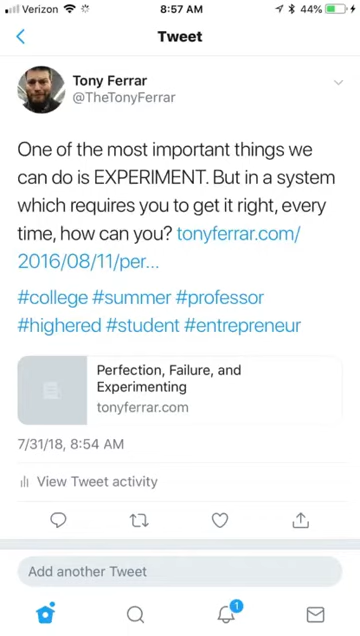 Verizon 8:57 AM 44%
Tweet
Tony Ferrar
@TheTonyFerrar
One of the most important things we
can do is EXPERIMENT. But in a system
which requires you to get it right, every
time, how can you? tonyferrar.com/
2016/08/11/per...
#college #summer #professor
#highered #student #entrepreneur
Perfection, Failure, and
Experimenting
tonyferrar.com
7/31/18, 8:54 AM
View Tweet activity
Add another Tweet
1